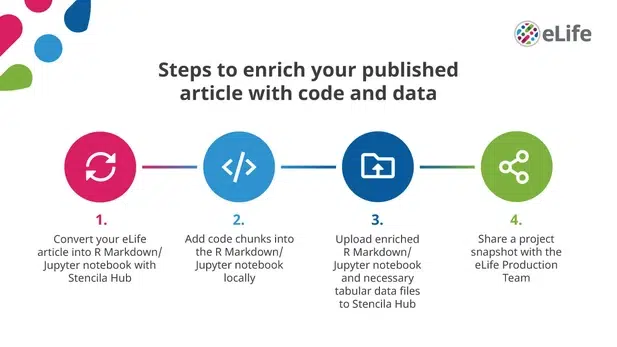 eLife
Steps to enrich your published
article with code and data
1.
Convert your eLife
article into R Markdown/
Jupyter notebook with
Stencila Hub
2.
Add code chunks into
the R Markdown/
Jupyter notebook
locally
3.
Upload enriched
R Markdown/
Jupyter notebook
and necessary
tabular data files
to Stencila Hub
4.
Share a project
snapshot with the
eLife Production
Team